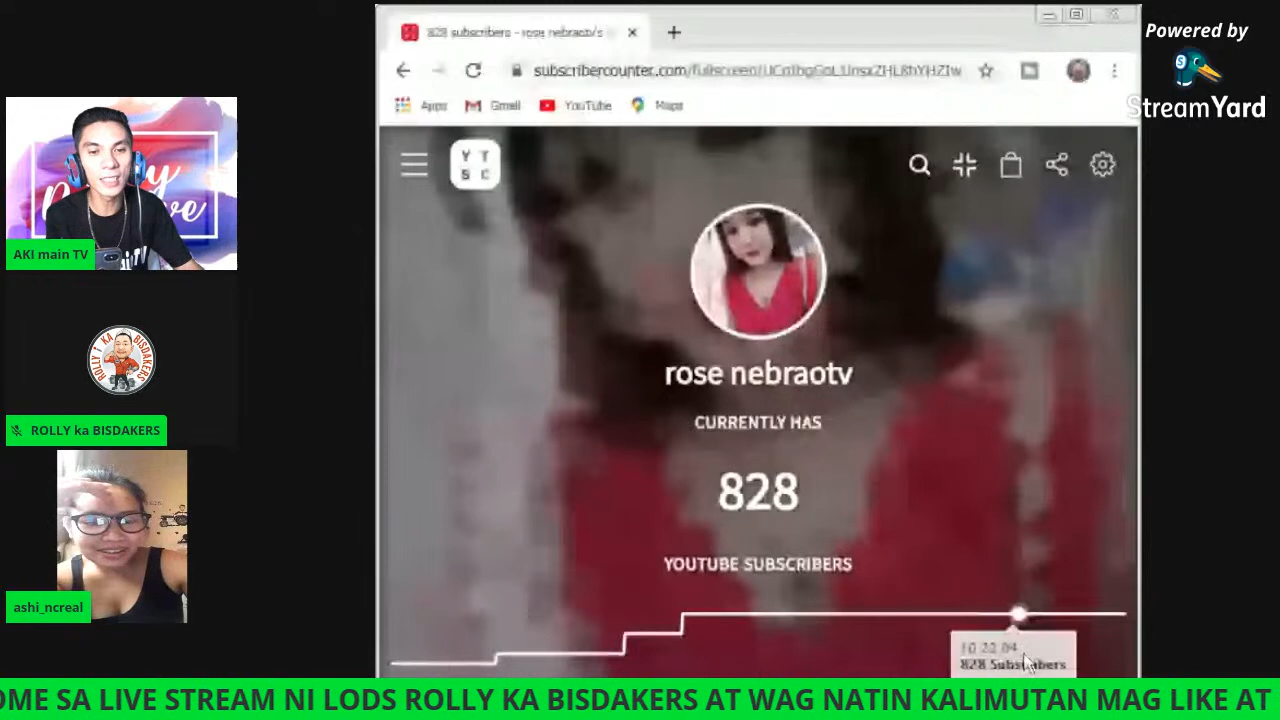 828 subscribers - rose nebraotv's
Powered by
StreamYard
Apps Gmail YouTube Maps
Y T
S C
AKI main TV
ROLLY ka BISDAKERS
ashi_ncreal
rose nebraotv
CURRENTLY HAS
828
YOUTUBE SUBSCRIBERS
828 Subscribers
OME SA LIVE STREAM NI LODS ROLLY KA BISDAKERS AT WAG NATIN KALIMUTAN MAG LIKE AT